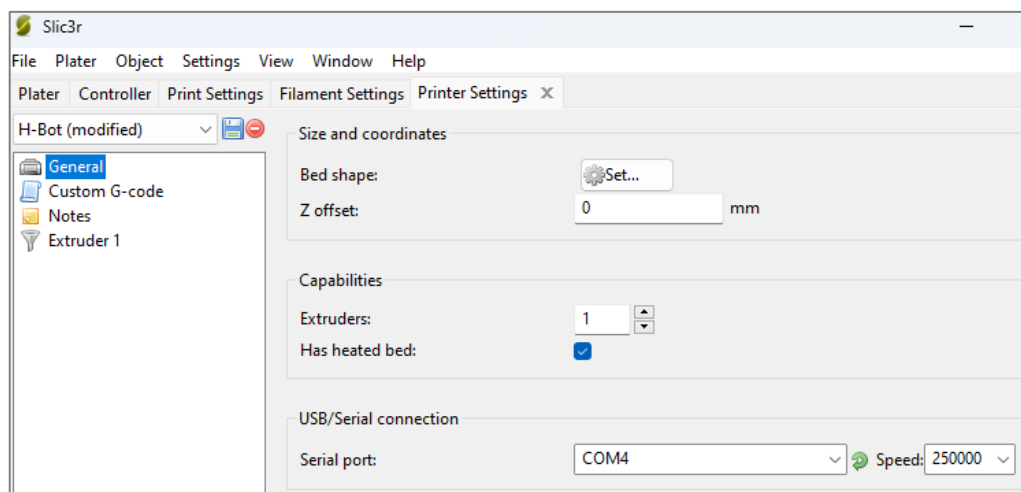 Slic3r
File Plater Object Settings View Window Help
Plater Controller Print Settings Filament Settings Printer Settings
H-Bot (modified)
General
Custom G-code
Notes
Extruder 1
Size and coordinates
Bed shape: Set...
Z offset: 0 mm
Capabilities
Extruders: 1
Has heated bed:
USB/Serial connection
Serial port: COM4 Speed: 250000